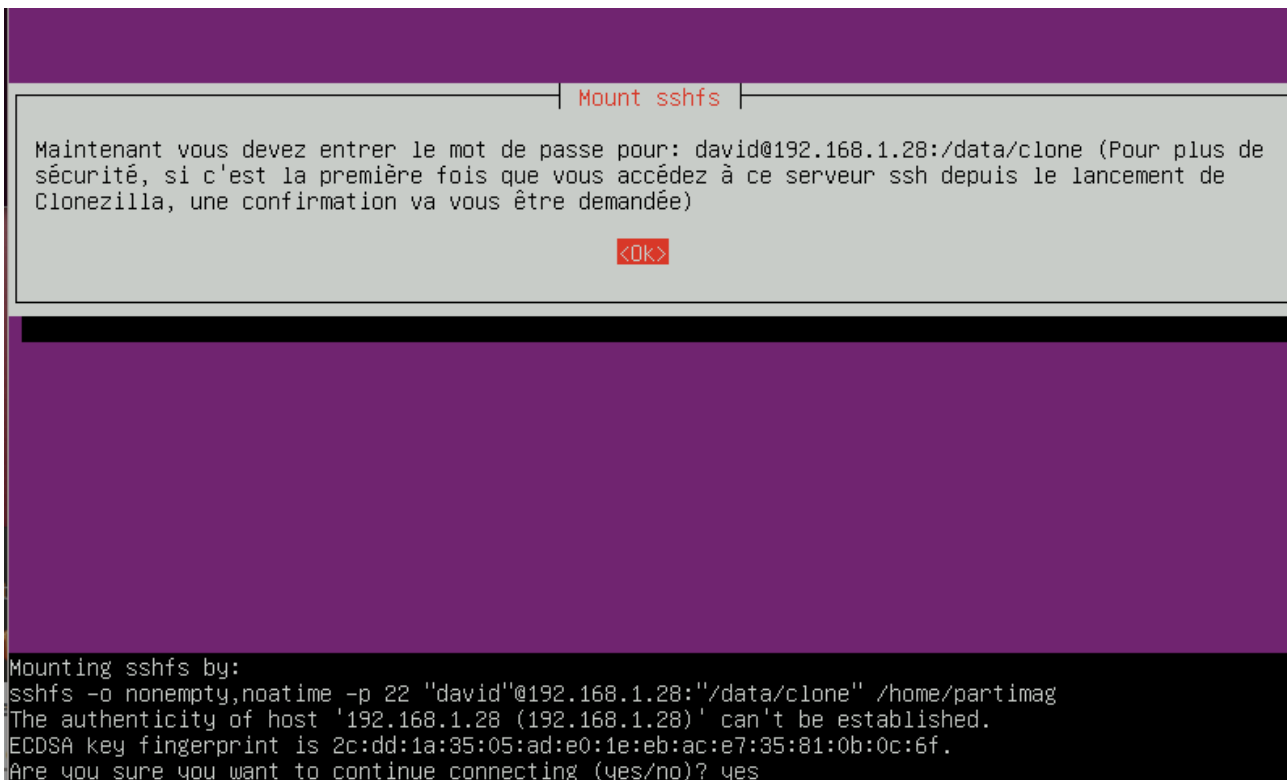 Mount sshfs
Maintenant vous devez entrer le mot de passe pour: david@192.168.1.28:/data/clone (Pour plus de
sécurité, si c'est la première fois que vous accédez à ce serveur ssh depuis le lancement de
Clonezilla, une confirmation va vous être demandée)
<Ok>
Mounting sshfs by:
sshfs -o nonempty,noatime -p 22 "david"@192.168.1.28:"/data/clone" /home/partimag
The authenticity of host '192.168.1.28 (192.168.1.28)' can't be established.
ECDSA key fingerprint is 2c:dd:1a:35:05:ad:e0:1e:eb:ac:e7:35:81:0b:0c:6f.
Are you sure you want to continue connecting (yes/no)? yes